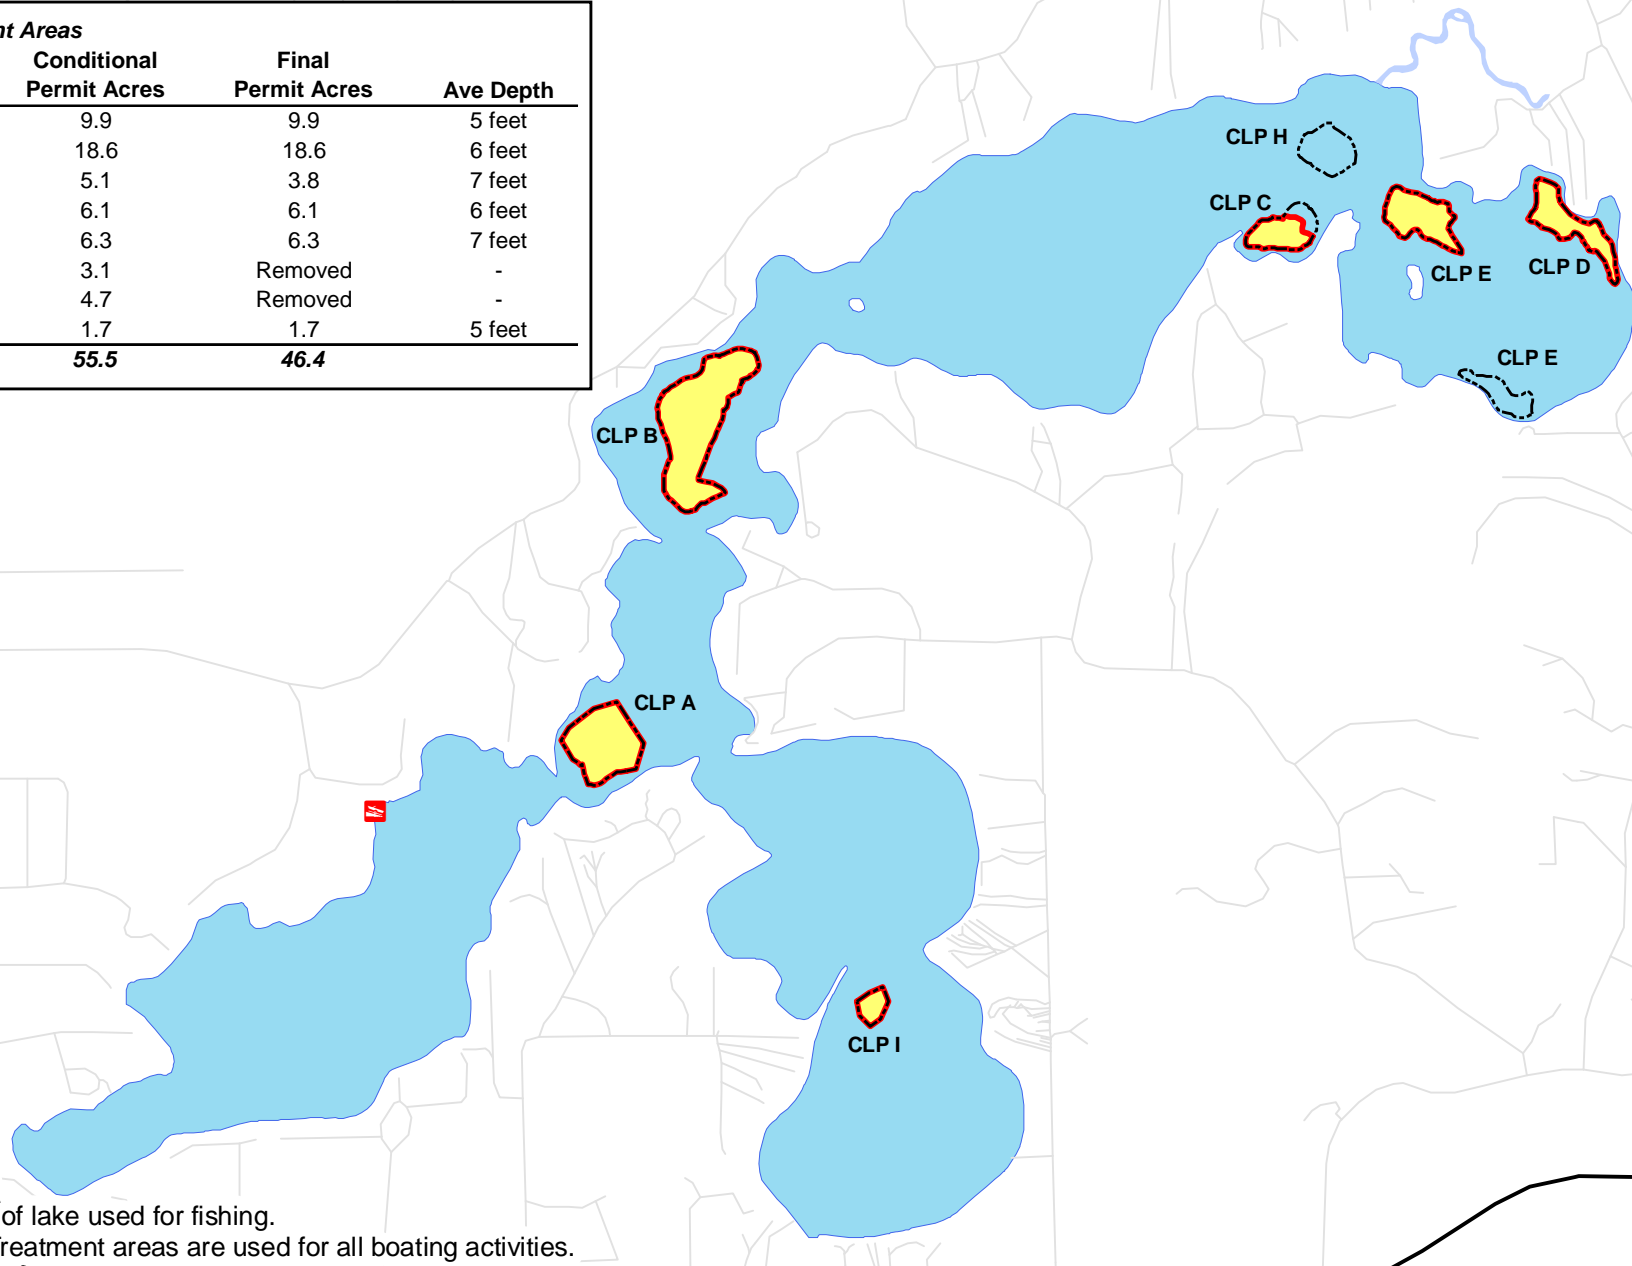 nt Areas
Conditional Final
Permit Acres Permit Acres Ave Depth
9.9 9.9 5 feet
18.6 18.6 6 feet
5.1 3.8 7 feet
6.1 6.1 6 feet
6.3 6.3 7 feet
3.1 Removed -
4.7 Removed -
1.7 1.7 5 feet
55.5 46.4
CLP H
CLP C
CLP E
CLP D
CLP E
CLP B
CLP A
CLP I
of lake used for fishing.
reatment areas are used for all boating activities.